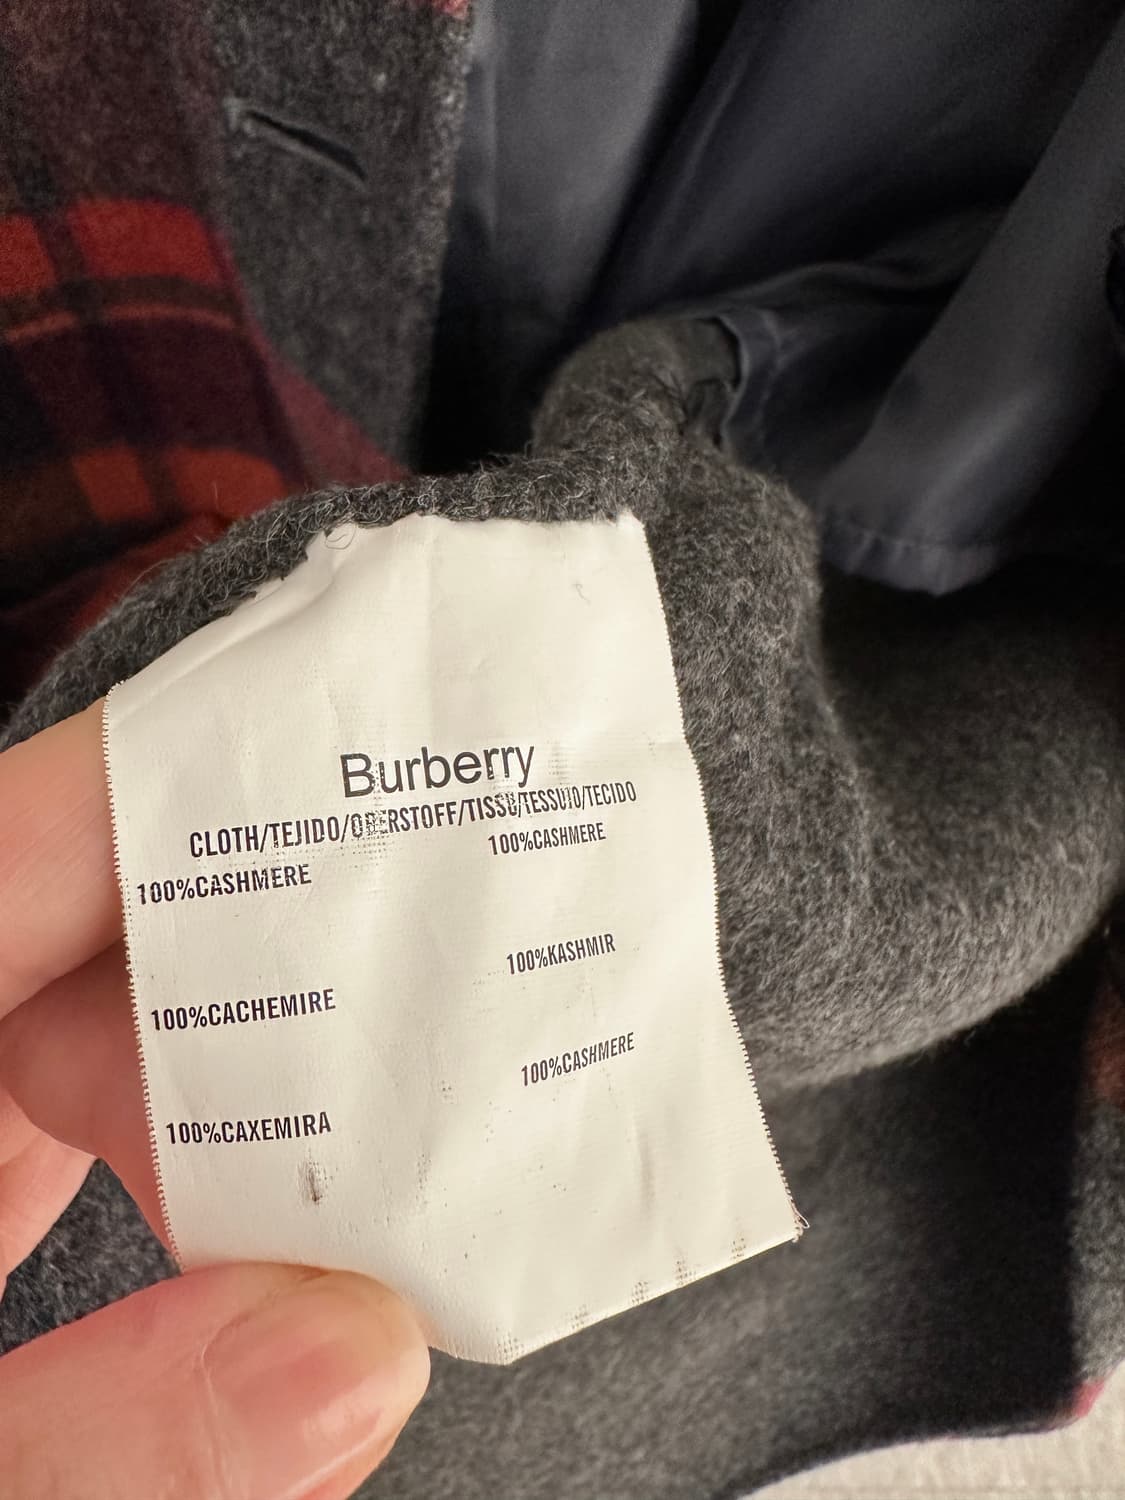 Burberry
CLOTH/TEJIDO/OBERSTOFF/TISSU/TESSUTO/TECIDO
100%CASHMERE
100%CASHMERE
100%KASHMIR
100%CACHEMIRE
100%CASHMERE
100%CAXEMIRA